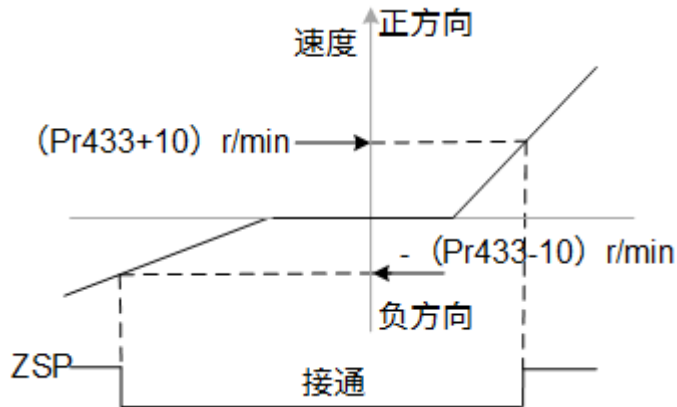 正方向
速度
（Pr433+10）r/min
-（Pr433-10）r/min
负方向
ZSP
接通